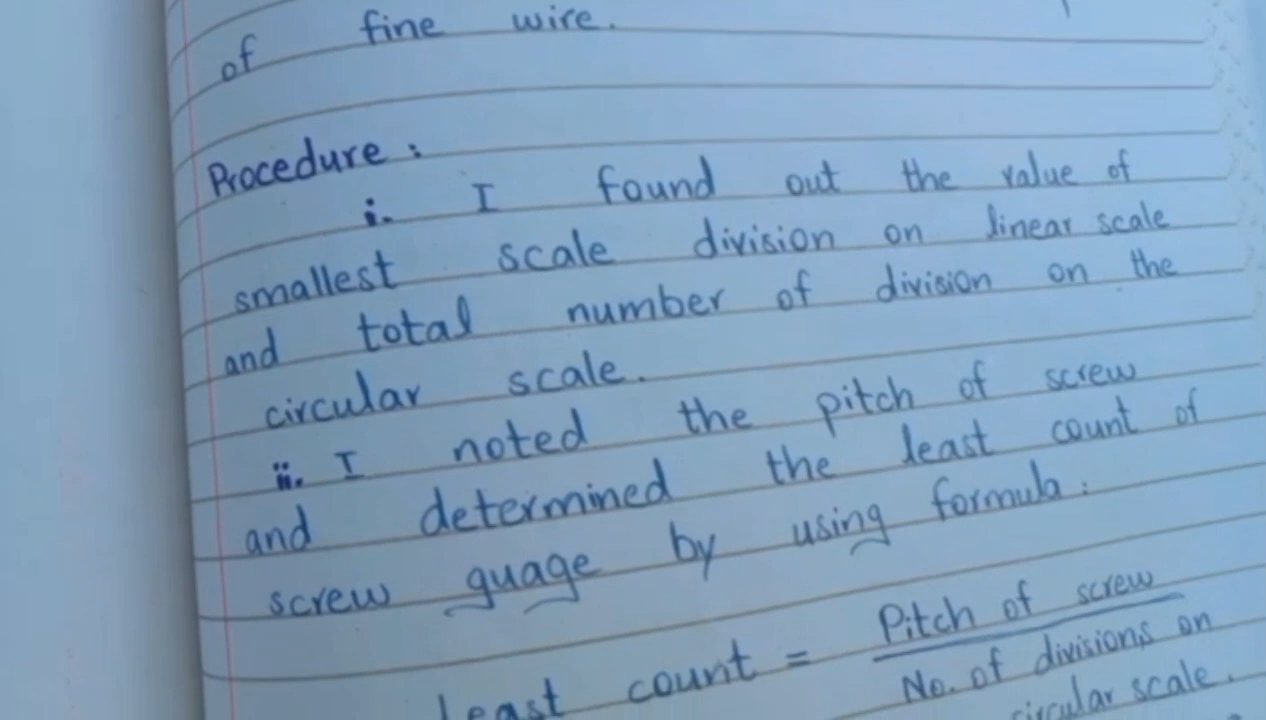 of fine wire.
Procedure :
i. I found out the value of
smallest scale division on linear scale
and total number of division on the
circular scale.
ii. I noted the pitch of screw
and determined the least count of
screw guage by using formula :
Least count = Pitch of screw
No. of divisions on
circular scale.